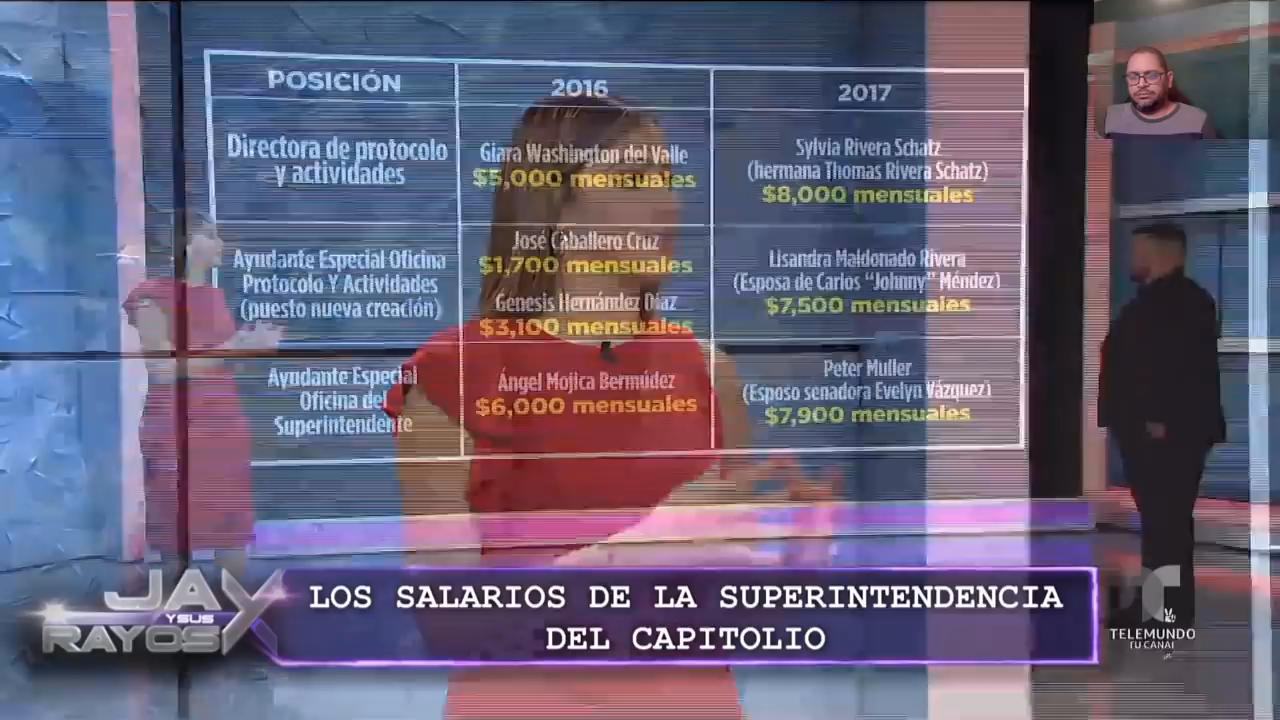 POSICIÓN
2016
2017
Directora de protocolo
y actividades
Giara Washington del Valle
$5,000 mensuales
Sylvia Rivera Schatz
(hermana Thomas Rivera Schatz)
$8,000 mensuales
Ayudante Especial Oficina
Protocolo Y Actividades
(puesto nueva creación)
José Caballero Cruz
$1,700 mensuales
Genesis Hernández Díaz
$3,100 mensuales
Lisandra Maldonado Rivera
(Esposa de Carlos "Johnny" Méndez)
$7,500 mensuales
Ayudante Especial
Oficina del
Superintendente
Ángel Mojica Bermúdez
$6,000 mensuales
Peter Muller
(Esposo senadora Evelyn Vázquez)
$7,900 mensuales
JAY
Y SUS
RAYOS X
LOS SALARIOS DE LA SUPERINTENDENCIA
DEL CAPITOLIO
TELEMUNDO
TU CANAL